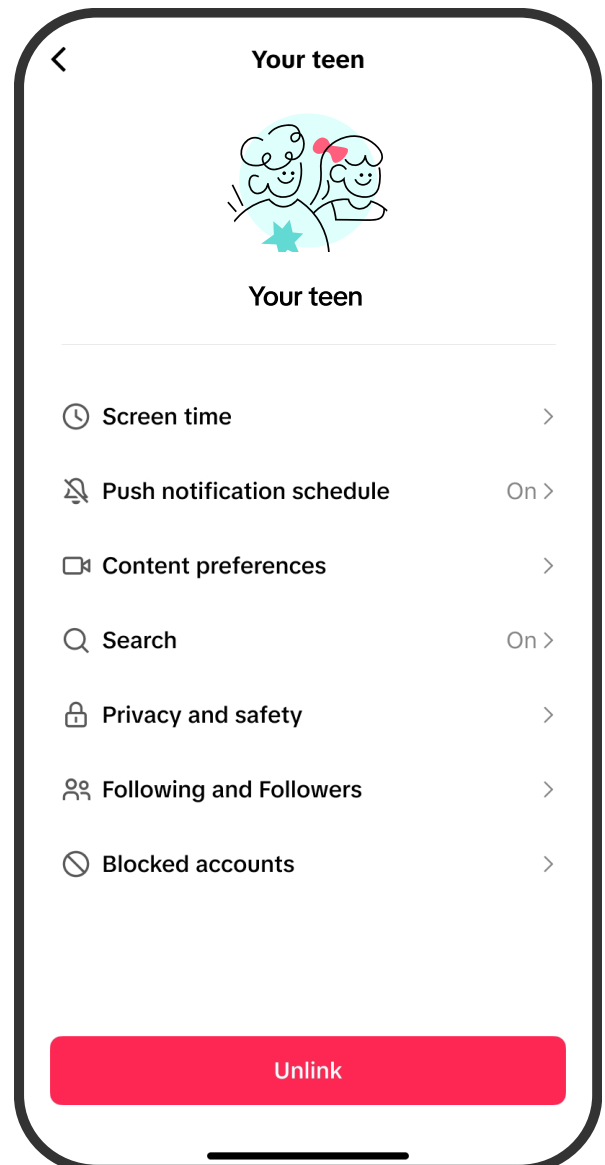 Your teen
Your teen
Screen time
Push notification schedule On
Content preferences
Search On
Privacy and safety
Following and Followers
Blocked accounts
Unlink